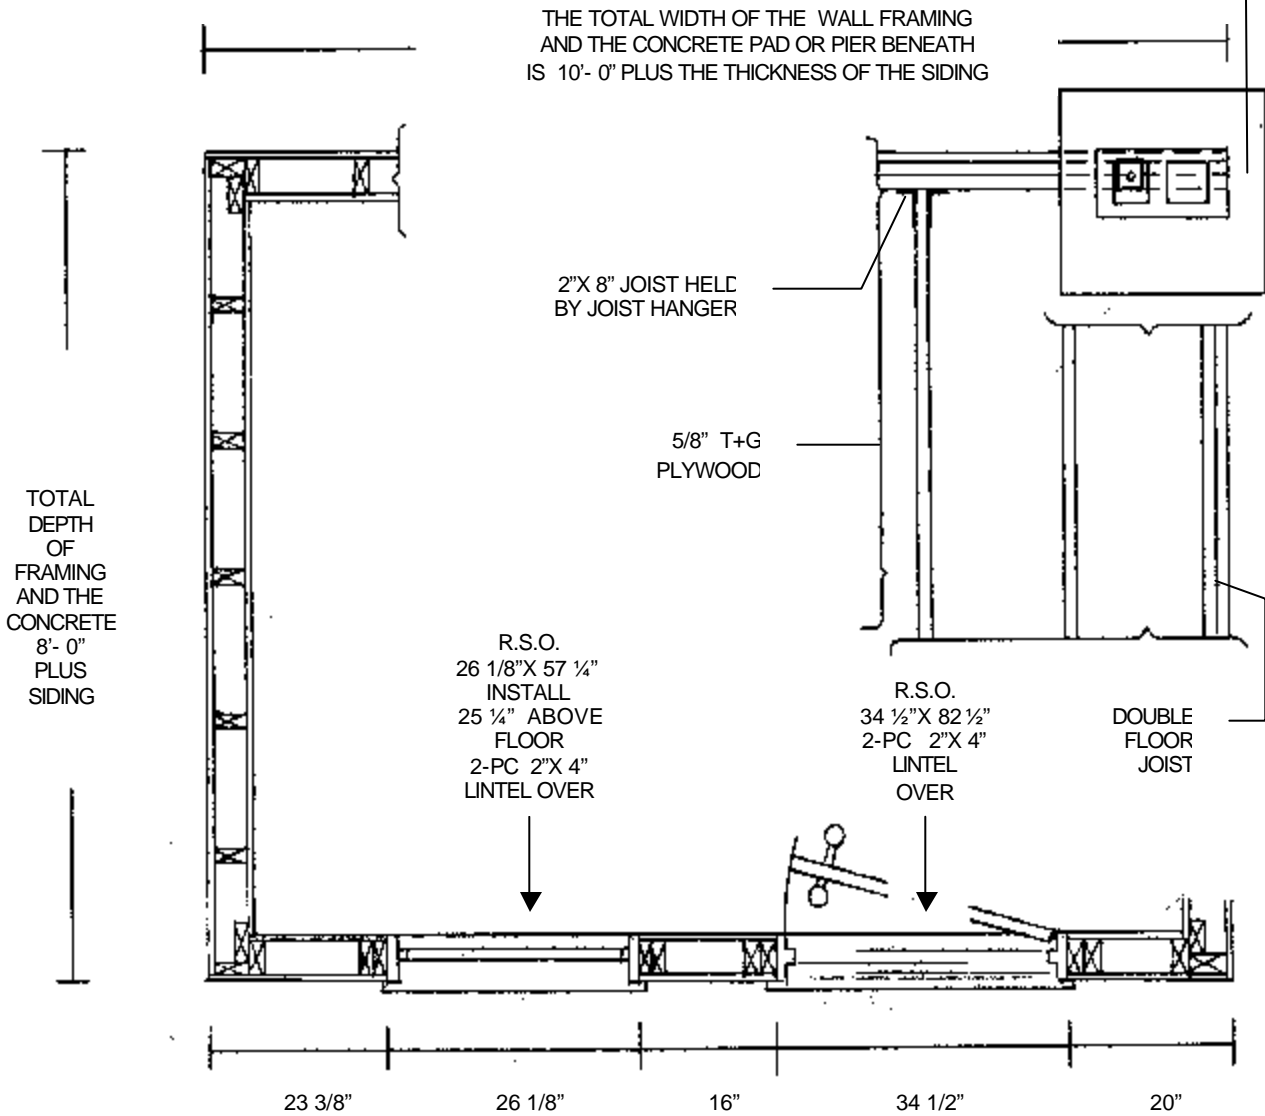 THE TOTAL WIDTH OF THE WALL FRAMING
AND THE CONCRETE PAD OR PIER BENEATH
IS 10'- 0” PLUS THE THICKNESS OF THE SIDING
2”X 8” JOIST HELD
BY JOIST HANGER
5/8” T+G
PLYWOOD
TOTAL
DEPTH
OF
FRAMING
AND THE
CONCRETE
8'- 0”
PLUS
SIDING
R.S.O.
26 1/8”X 57 ¼”
INSTALL
25 ¼” ABOVE
FLOOR
2-PC 2”X 4”
LINTEL OVER
R.S.O.
34 ½”X 82 ½”
2-PC 2”X 4”
LINTEL
OVER
DOUBLE
FLOOR
JOIST
23 3/8”
26 1/8”
16”
34 1/2”
20”